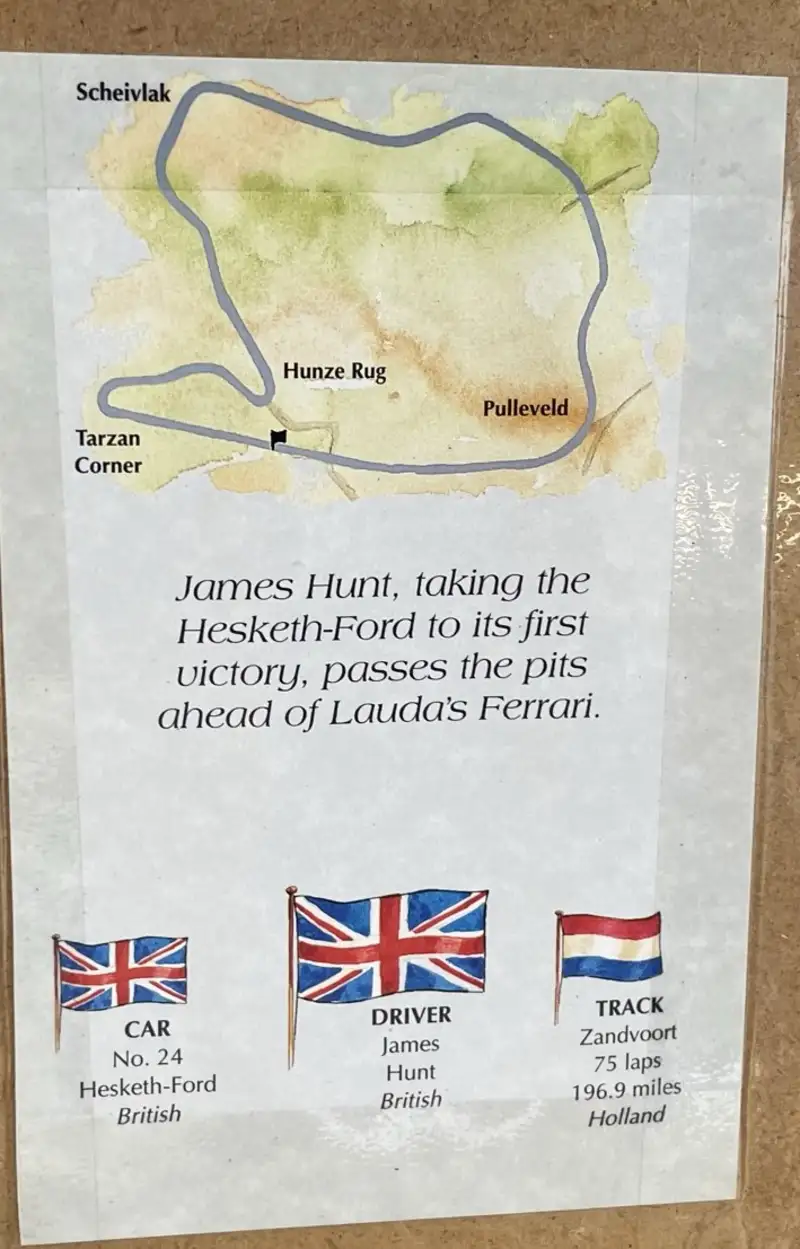 Scheivlak
Hunze Rug
Pulleveld
Tarzan
Corner
James Hunt, taking the
Hesketh-Ford to its first
victory, passes the pits
ahead of Lauda's Ferrari.
CAR
No. 24
Hesketh-Ford
British
DRIVER
James
Hunt
British
TRACK
Zandvoort
75 laps
196.9 miles
Holland